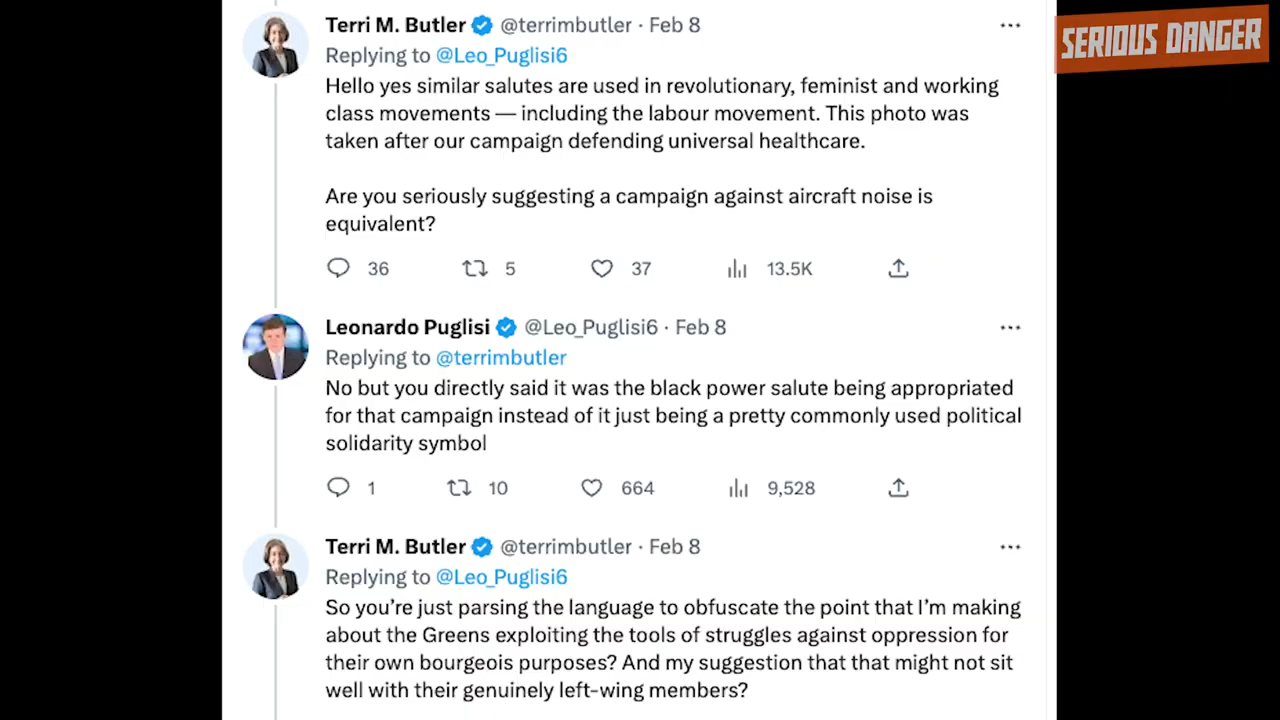 Terri M. Butler @terrimbutler · Feb 8
SERIOUS DANGER
Replying to @Leo_Puglisi6
Hello yes similar salutes are used in revolutionary, feminist and working
class movements — including the labour movement. This photo was
taken after our campaign defending universal healthcare.
Are you seriously suggesting a campaign against aircraft noise is
equivalent?
36 5 37 13.5K
Leonardo Puglisi @Leo_Puglisi6 · Feb 8
Replying to @terrimbutler
No but you directly said it was the black power salute being appropriated
for that campaign instead of it just being a pretty commonly used political
solidarity symbol
1 10 664 9,528
Terri M. Butler @terrimbutler · Feb 8
Replying to @Leo_Puglisi6
So you’re just parsing the language to obfuscate the point that I’m making
about the Greens exploiting the tools of struggles against oppression for
their own bourgeois purposes? And my suggestion that that might not sit
well with their genuinely left-wing members?